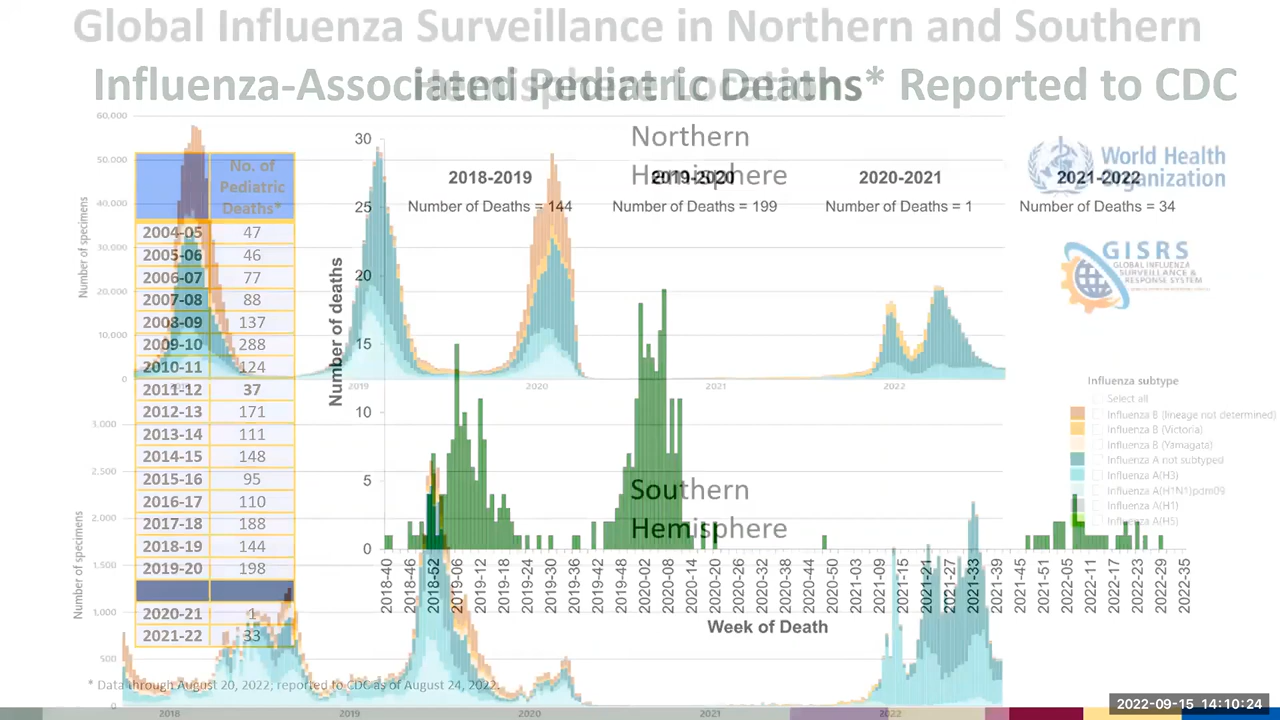 Global Influenza Surveillance in Northern and Southern
Hemisphere Locations
Influenza-Associated Pediatric Deaths* Reported to CDC
Northern
Hemisphere
World Health
Organization
GISRS
GLOBAL INFLUENZA
SURVEILLANCE &
RESPONSE SYSTEM
No. of
Pediatric
Deaths*
2004-05 47
2005-06 46
2006-07 77
2007-08 88
2008-09 137
2009-10 288
2010-11 124
2011-12 37
2012-13 171
2013-14 111
2014-15 148
2015-16 95
2016-17 110
2017-18 188
2018-19 144
2019-20 198
2020-21 1
2021-22 33
2018-2019 2019-2020 2020-2021 2021-2022
Number of Deaths = 144 Number of Deaths = 199 Number of Deaths = 1 Number of Deaths = 34
Number of deaths
30
25
20
15
10
5
0
2018-40 2018-46 2018-52 2019-06 2019-12 2019-18 2019-24 2019-30 2019-36 2019-42 2019-48 2020-02 2020-08 2020-14 2020-20 2020-26 2020-32 2020-38 2020-44 2020-50 2021-03 2021-09 2021-15 2021-21 2021-27 2021-33 2021-39 2021-45 2021-51 2022-05 2022-11 2022-17 2022-23 2022-29 2022-35
Week of Death
Number of specimens
60,000
50,000
40,000
30,000
20,000
10,000
0
2019 2020 2021 2022
Influenza subtype
Select all
Influenza B (lineage not determined)
Influenza B (Victoria)
Influenza B (Yamagata)
Influenza A not subtyped
Influenza A(H3)
Influenza A(H1N1)pdm09
Influenza A(H1)
Influenza A(H5)
Southern
Hemisphere
Number of specimens
3,000
2,500
2,000
1,500
1,000
500
0
2018 2019 2020 2021 2022
* Data through August 20, 2022, reported to CDC as of August 24, 2022.
2022-09-15 14:10:24